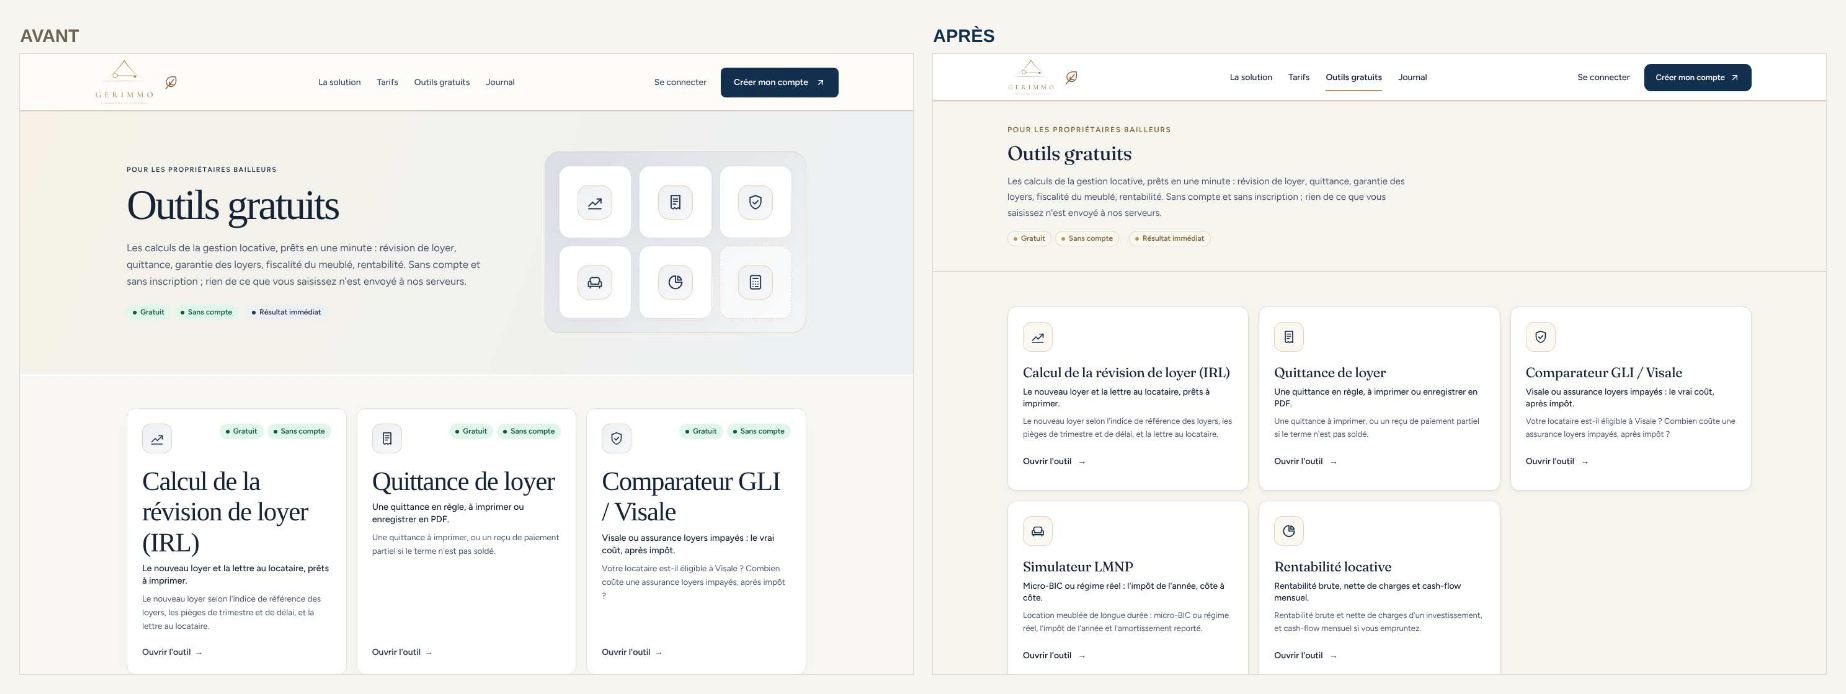 AVANT
GERIMMO
La solution Tarifs Outils gratuits Journal
Se connecter Créer mon compte ↗
POUR LES PROPRIÉTAIRES BAILLEURS
Outils gratuits
Les calculs de la gestion locative, prêts en une minute : révision de loyer,
quittance, garantie des loyers, fiscalité du meublé, rentabilité. Sans compte et
sans inscription ; rien de ce que vous saisissez n'est envoyé à nos serveurs.
Gratuit Sans compte Résultat immédiat
Gratuit Sans compte
Calcul de la
révision de loyer
(IRL)
Le nouveau loyer et la lettre au locataire, prêts
à imprimer.
Le nouveau loyer selon l'indice de référence des
loyers, les pièges de trimestre et de délai, et la
lettre au locataire.
Ouvrir l'outil →
Gratuit Sans compte
Quittance de loyer
Une quittance en règle, à imprimer ou
enregistrer en PDF.
Une quittance à imprimer, ou un reçu de paiement
partiel si le terme n'est pas soldé.
Ouvrir l'outil →
Gratuit Sans compte
Comparateur GLI
/ Visale
Visale ou assurance loyers impayés : le vrai
coût, après impôt.
Votre locataire est-il éligible à Visale ? Combien
coûte une assurance loyers impayés, après impôt
?
Ouvrir l'outil →
APRÈS
GERIMMO
La solution Tarifs Outils gratuits Journal
Se connecter Créer mon compte ↗
POUR LES PROPRIÉTAIRES BAILLEURS
Outils gratuits
Les calculs de la gestion locative, prêts en une minute : révision de loyer, quittance, garantie des
loyers, fiscalité du meublé, rentabilité. Sans compte et sans inscription ; rien de ce que vous
saisissez n'est envoyé à nos serveurs.
Gratuit Sans compte Résultat immédiat
Calcul de la révision de loyer (IRL)
Le nouveau loyer et la lettre au locataire, prêts à
imprimer.
Le nouveau loyer selon l'indice de référence des loyers, les
pièges de trimestre et de délai, et la lettre au locataire.
Ouvrir l'outil →
Quittance de loyer
Une quittance en règle, à imprimer ou enregistrer en
PDF.
Une quittance à imprimer, ou un reçu de paiement partiel
si le terme n'est pas soldé.
Ouvrir l'outil →
Comparateur GLI / Visale
Visale ou assurance loyers impayés : le vrai coût,
après impôt.
Votre locataire est-il éligible à Visale ? Combien coûte une
assurance loyers impayés, après impôt ?
Ouvrir l'outil →
Simulateur LMNP
Micro-BIC ou régime réel : l'impôt de l'année, côte à
côte.
Location meublée de longue durée : micro-BIC ou régime
réel, l'impôt de l'année et l'amortissement reporté.
Ouvrir l'outil →
Rentabilité locative
Rentabilité brute, nette de charges et cash-flow
mensuel.
Rentabilité brute et nette de charges d'un investissement,
et cash-flow mensuel si vous empruntez.
Ouvrir l'outil →